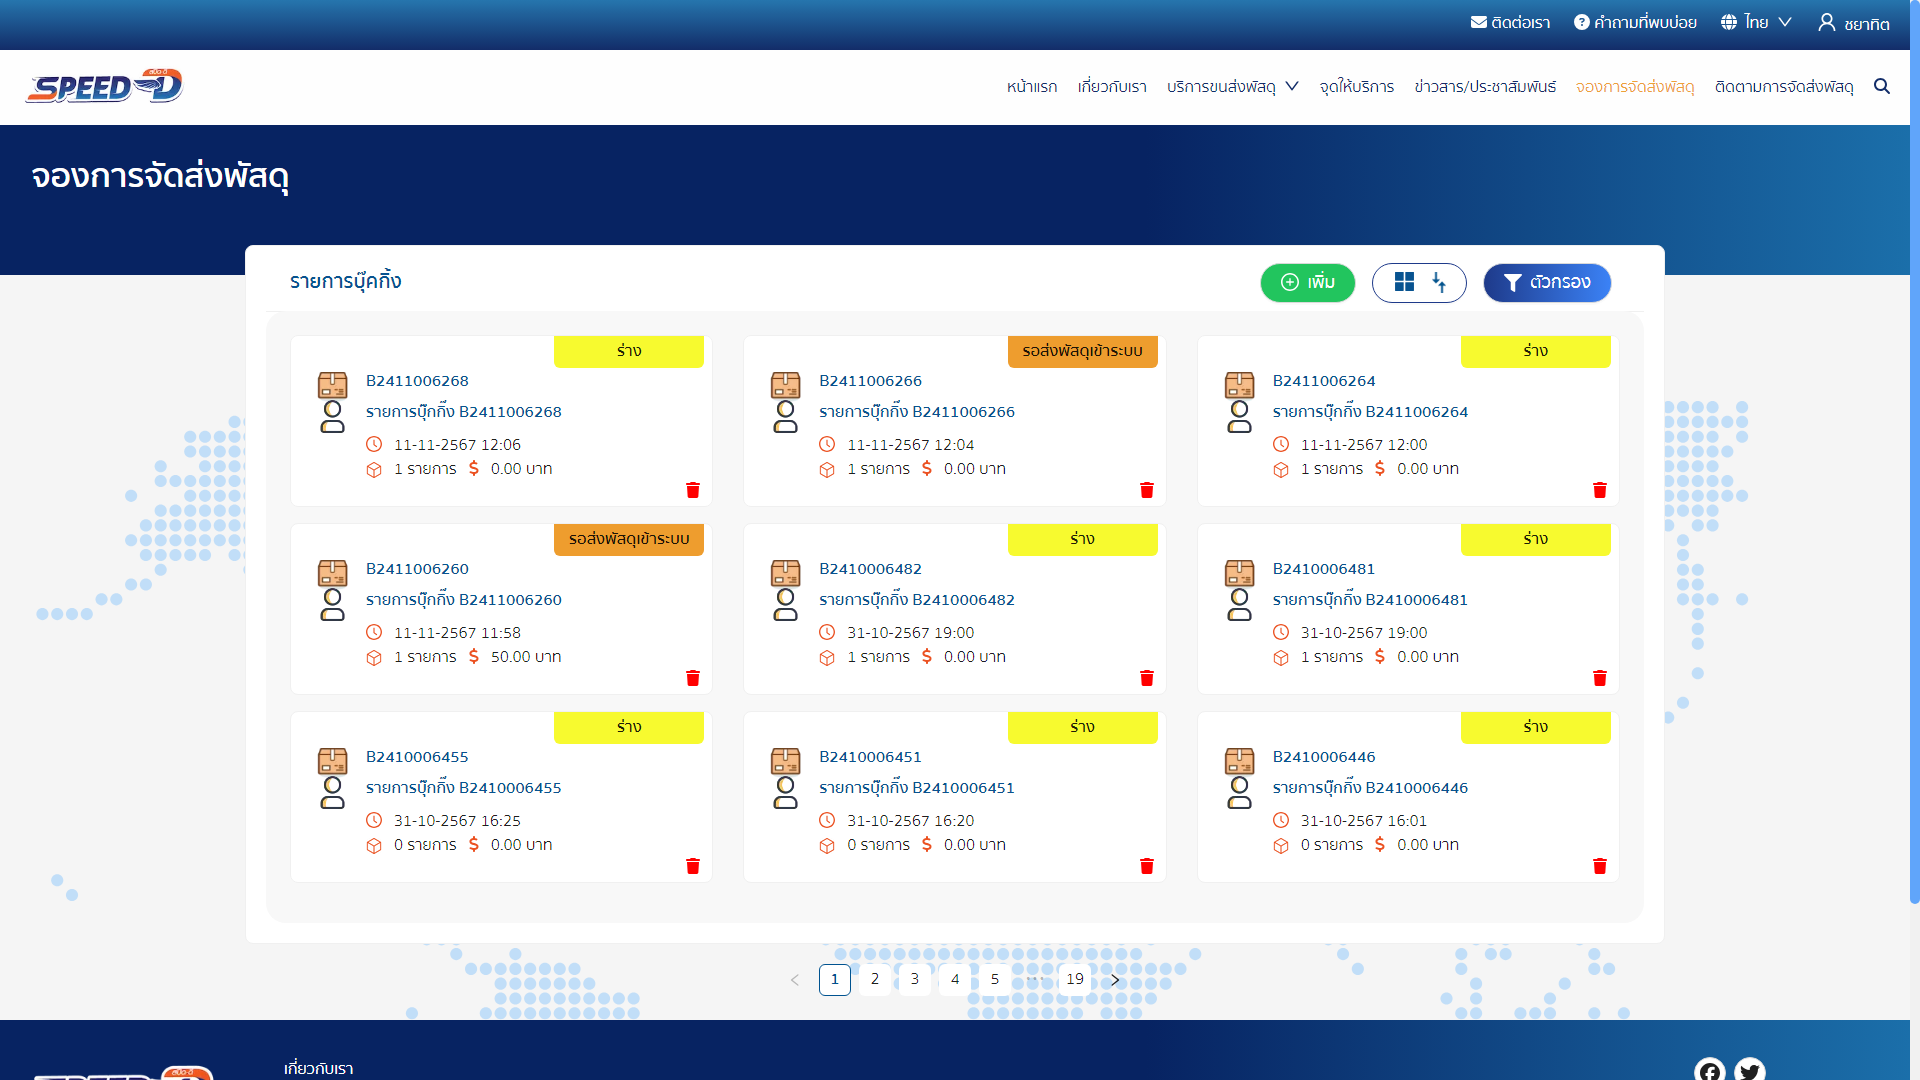 ติดต่อเรา คำถามที่พบบ่อย ไทย ชยาทิต
สปีด-ดี
SPEED-D
หน้าแรก เกี่ยวกับเรา บริการขนส่งพัสดุ จุดให้บริการ ข่าวสาร/ประชาสัมพันธ์ จองการจัดส่งพัสดุ ติดตามการจัดส่งพัสดุ
จองการจัดส่งพัสดุ
รายการบุ๊คกิ้ง เพิ่ม ตัวกรอง
ร่าง
B2411006268
รายการบุ๊กกิ๊ง B2411006268
11-11-2567 12:06
1 รายการ $ 0.00 บาท
รอส่งพัสดุเข้าระบบ
B2411006266
รายการบุ๊กกิ๊ง B2411006266
11-11-2567 12:04
1 รายการ $ 0.00 บาท
ร่าง
B2411006264
รายการบุ๊กกิ๊ง B2411006264
11-11-2567 12:00
1 รายการ $ 0.00 บาท
รอส่งพัสดุเข้าระบบ
B2411006260
รายการบุ๊กกิ๊ง B2411006260
11-11-2567 11:58
1 รายการ $ 50.00 บาท
ร่าง
B2410006482
รายการบุ๊กกิ๊ง B2410006482
31-10-2567 19:00
1 รายการ $ 0.00 บาท
ร่าง
B2410006481
รายการบุ๊กกิ๊ง B2410006481
31-10-2567 19:00
1 รายการ $ 0.00 บาท
ร่าง
B2410006455
รายการบุ๊กกิ๊ง B2410006455
31-10-2567 16:25
0 รายการ $ 0.00 บาท
ร่าง
B2410006451
รายการบุ๊กกิ๊ง B2410006451
31-10-2567 16:20
0 รายการ $ 0.00 บาท
ร่าง
B2410006446
รายการบุ๊กกิ๊ง B2410006446
31-10-2567 16:01
0 รายการ $ 0.00 บาท
< 1 2 3 4 5 ••• 19 >
เกี่ยวกับเรา
สปีด-ดี
SPEED-D